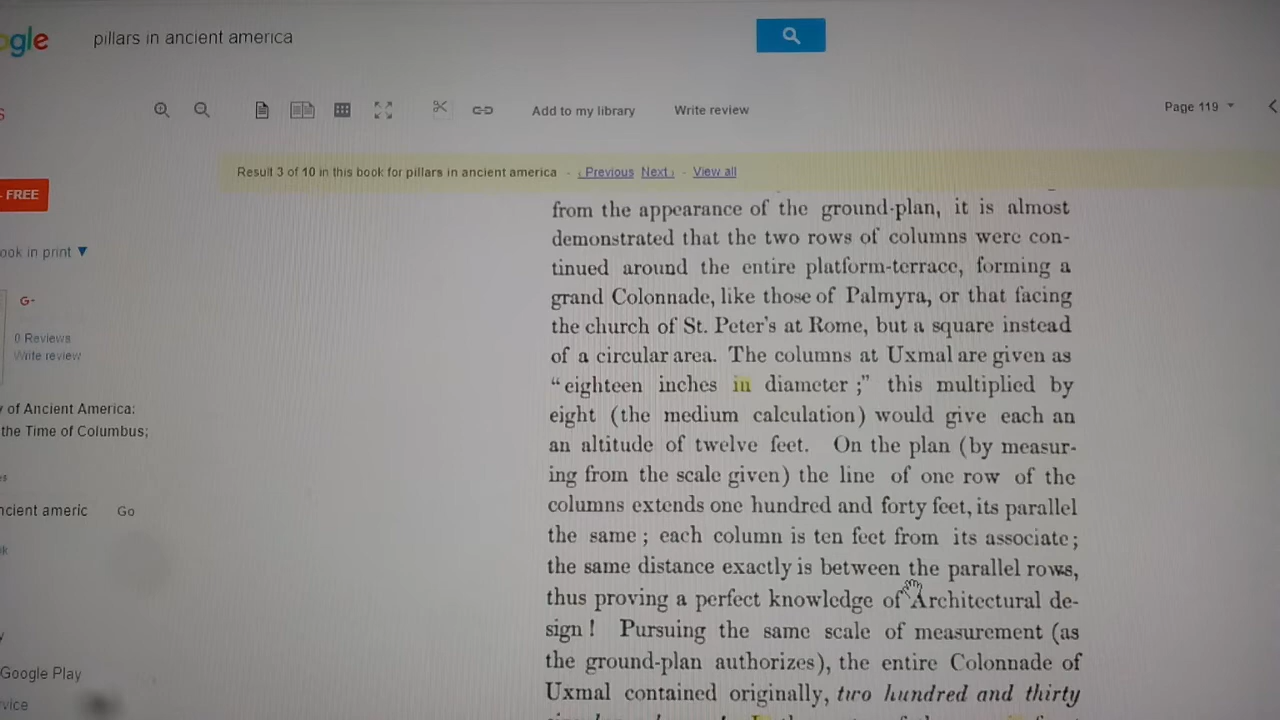 ogle pillars in ancient america
S Add to my library Write review Page 119
Result 3 of 10 in this book for pillars in ancient america - ‹ Previous Next › - View all
FREE
ook in print
G+
0 Reviews
Write review
y of Ancient America:
the Time of Columbus;
es
ncient americ Go
ok
y
Google Play
rvice
from the appearance of the ground-plan, it is almost
demonstrated that the two rows of columns were con-
tinued around the entire platform-terrace, forming a
grand Colonnade, like those of Palmyra, or that facing
the church of St. Peter's at Rome, but a square instead
of a circular area. The columns at Uxmal are given as
"eighteen inches in diameter;" this multiplied by
eight (the medium calculation) would give each an
an altitude of twelve feet. On the plan (by measur-
ing from the scale given) the line of one row of the
columns extends one hundred and forty feet, its parallel
the same; each column is ten feet from its associate;
the same distance exactly is between the parallel rows,
thus proving a perfect knowledge of Architectural de-
sign! Pursuing the same scale of measurement (as
the ground-plan authorizes), the entire Colonnade of
Uxmal contained originally, two hundred and thirty